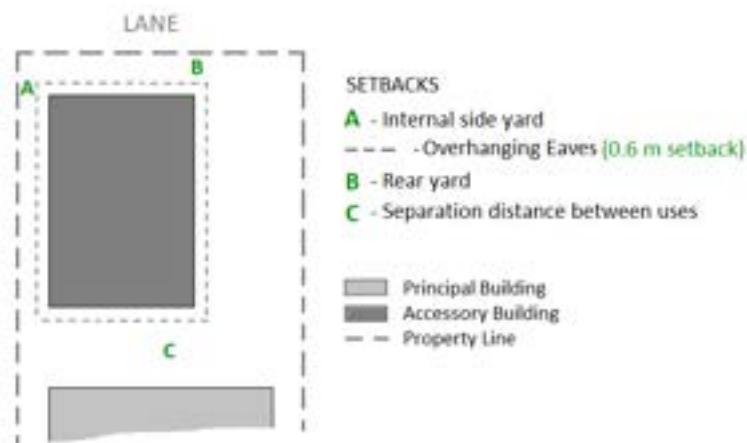 LANE
B
A
C
SETBACKS
A - Internal side yard
- Overhanging Eaves (0.6 m setback)
B - Rear yard
C - Separation distance between uses
Principal Building
Accessory Building
Property Line